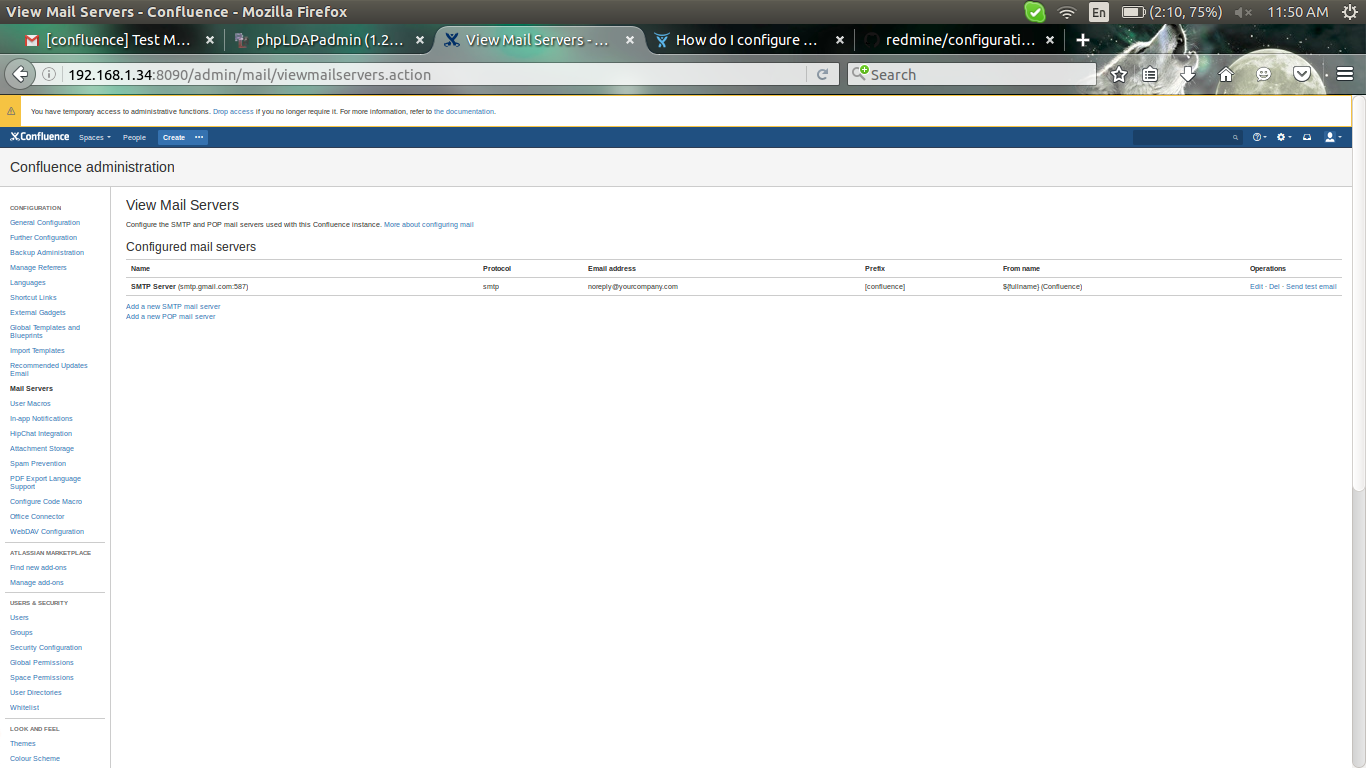 View Mail Servers - Confluence - Mozilla Firefox
En
(2:10, 75%)
11:50 AM
[confluence] Test M...
phpLDAPadmin (1.2...
View Mail Servers - ...
How do I configure ...
redmine/configurati...
192.168.1.34:8090/admin/mail/viewmailservers.action
Search
You have temporary access to administrative functions. Drop access if you no longer require it. For more information, refer to the documentation.
Confluence
Spaces
People
Create
Confluence administration
CONFIGURATION
General Configuration
Further Configuration
Backup Administration
Manage Referrers
Languages
Shortcut Links
External Gadgets
Global Templates and
Blueprints
Import Templates
Recommended Updates
Email
Mail Servers
User Macros
In-app Notifications
HipChat Integration
Attachment Storage
Spam Prevention
PDF Export Language
Support
Configure Code Macro
Office Connector
WebDAV Configuration
ATLASSIAN MARKETPLACE
Find new add-ons
Manage add-ons
USERS & SECURITY
Users
Groups
Security Configuration
Global Permissions
Space Permissions
User Directories
Whitelist
LOOK AND FEEL
Themes
Colour Scheme
View Mail Servers
Configure the SMTP and POP mail servers used with this Confluence instance. More about configuring mail
Configured mail servers
Name Protocol Email address Prefix From name Operations
SMTP Server (smtp.gmail.com:587) smtp noreply@yourcompany.com [confluence] ${fullname} (Confluence) Edit · Del · Send test email
Add a new SMTP mail server
Add a new POP mail server